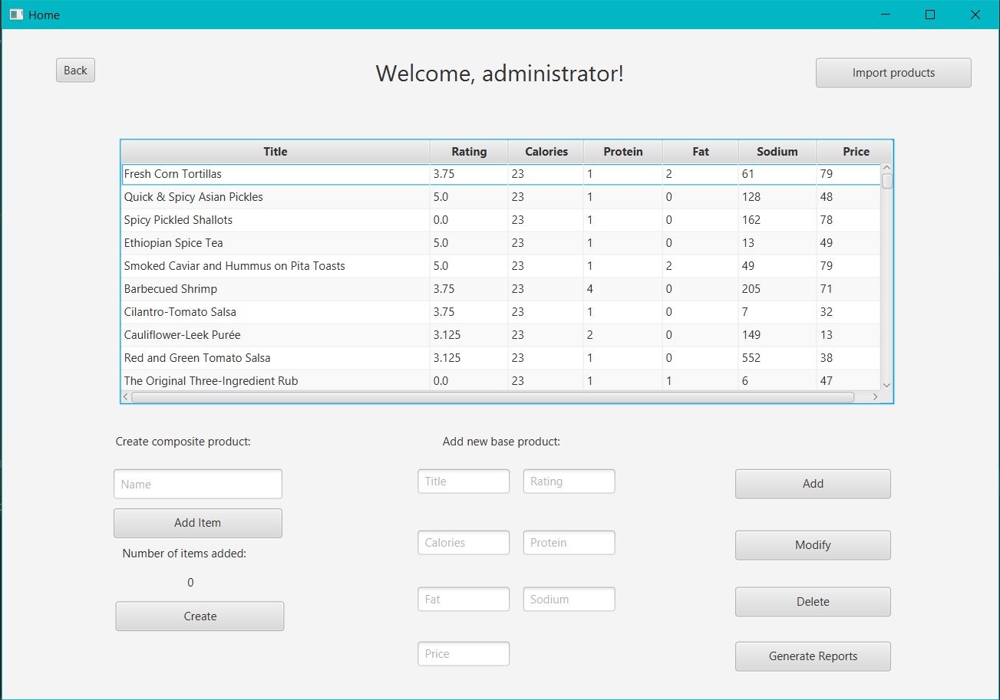 Home
Back
Welcome, administrator!
Import products
Title Rating Calories Protein Fat Sodium Price
Fresh Corn Tortillas 3.75 23 1 2 61 79
Quick & Spicy Asian Pickles 5.0 23 1 0 128 48
Spicy Pickled Shallots 0.0 23 1 0 162 78
Ethiopian Spice Tea 5.0 23 1 0 13 49
Smoked Caviar and Hummus on Pita Toasts 5.0 23 1 2 49 79
Barbecued Shrimp 3.75 23 4 0 205 71
Cilantro-Tomato Salsa 3.75 23 1 0 7 32
Cauliflower-Leek Purée 3.125 23 2 0 149 13
Red and Green Tomato Salsa 3.125 23 1 0 552 38
The Original Three-Ingredient Rub 0.0 23 1 1 6 47
Create composite product:
Name
Add Item
Number of items added:
0
Create
Add new base product:
Title Rating
Calories Protein
Fat Sodium
Price
Add
Modify
Delete
Generate Reports